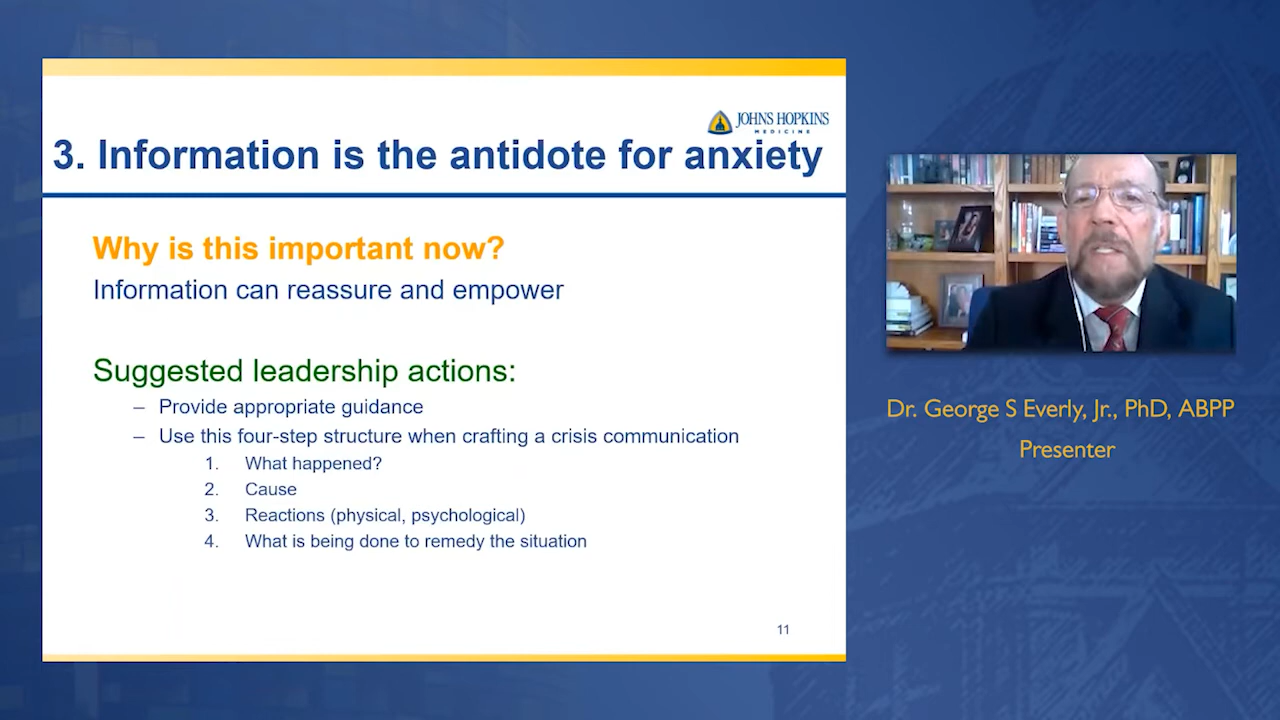 JOHNS HOPKINS
MEDICINE
3. Information is the antidote for anxiety
Why is this important now?
Information can reassure and empower
Suggested leadership actions:
– Provide appropriate guidance
– Use this four-step structure when crafting a crisis communication
1. What happened?
2. Cause
3. Reactions (physical, psychological)
4. What is being done to remedy the situation
11
Dr. George S Everly, Jr., PhD, ABPP
Presenter